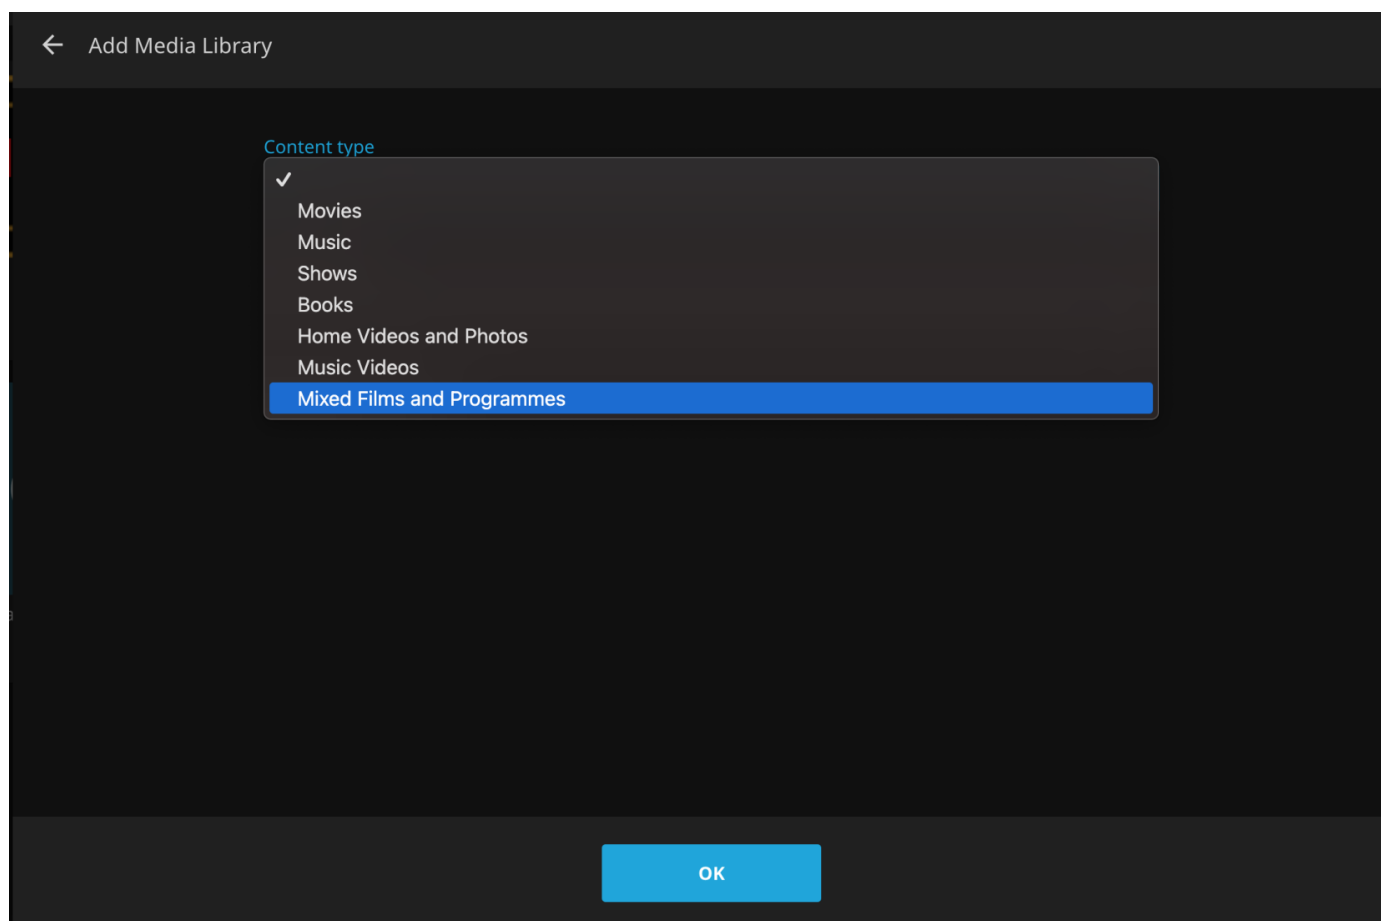 Add Media Library
Content type
Movies
Music
Shows
Books
Home Videos and Photos
Music Videos
Mixed Films and Programmes
OK